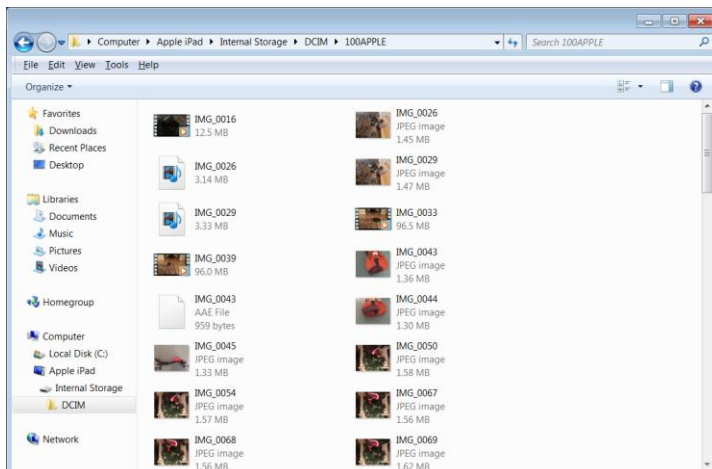 Computer Apple iPad Internal Storage DCIM 100APPLE
Search 100APPLE
File Edit View Tools Help
Organize
Favorites
Downloads
Recent Places
Desktop
Libraries
Documents
Music
Pictures
Videos
Homegroup
Computer
Local Disk (C:)
Apple iPad
Internal Storage
DCIM
Network
IMG_0016
12.5 MB
IMG_0026
JPEG image
1.45 MB
IMG_0026
3.14 MB
IMG_0029
JPEG image
1.47 MB
IMG_0029
3.33 MB
IMG_0033
96.5 MB
IMG_0039
96.0 MB
IMG_0043
JPEG image
1.36 MB
IMG_0043
AAE File
959 bytes
IMG_0044
JPEG image
1.30 MB
IMG_0045
JPEG image
1.33 MB
IMG_0050
JPEG image
1.58 MB
IMG_0054
JPEG image
1.57 MB
IMG_0067
JPEG image
1.56 MB
IMG_0068
JPEG image
1.56 MB
IMG_0069
JPEG image
1.62 MB